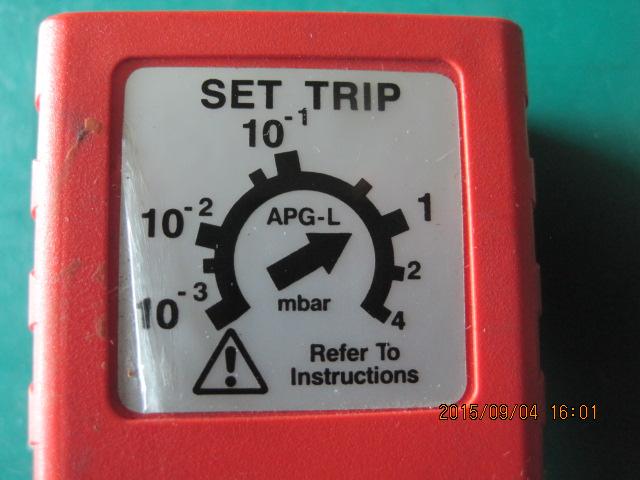 SET TRIP
10-1
10-2
1
APG-L
2
10-3
mbar
4
Refer To
Instructions
2015/09/04 16:01